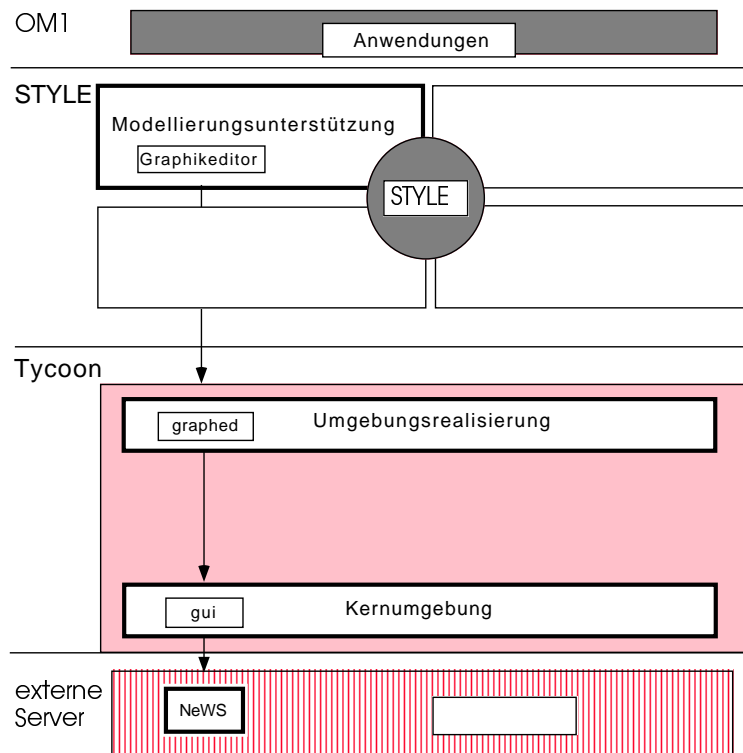 OM1
Anwendungen
STYLE
Modellierungsunterstützung
Graphikeditor
STYLE
Tycoon
graphed
Umgebungsrealisierung
gui
Kernumgebung
externe
Server
NeWS